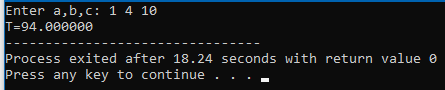 Enter a,b,c: 1 4 10
T=94.000000
--------------------------------
Process exited after 18.24 seconds with return value 0
Press any key to continue . . .